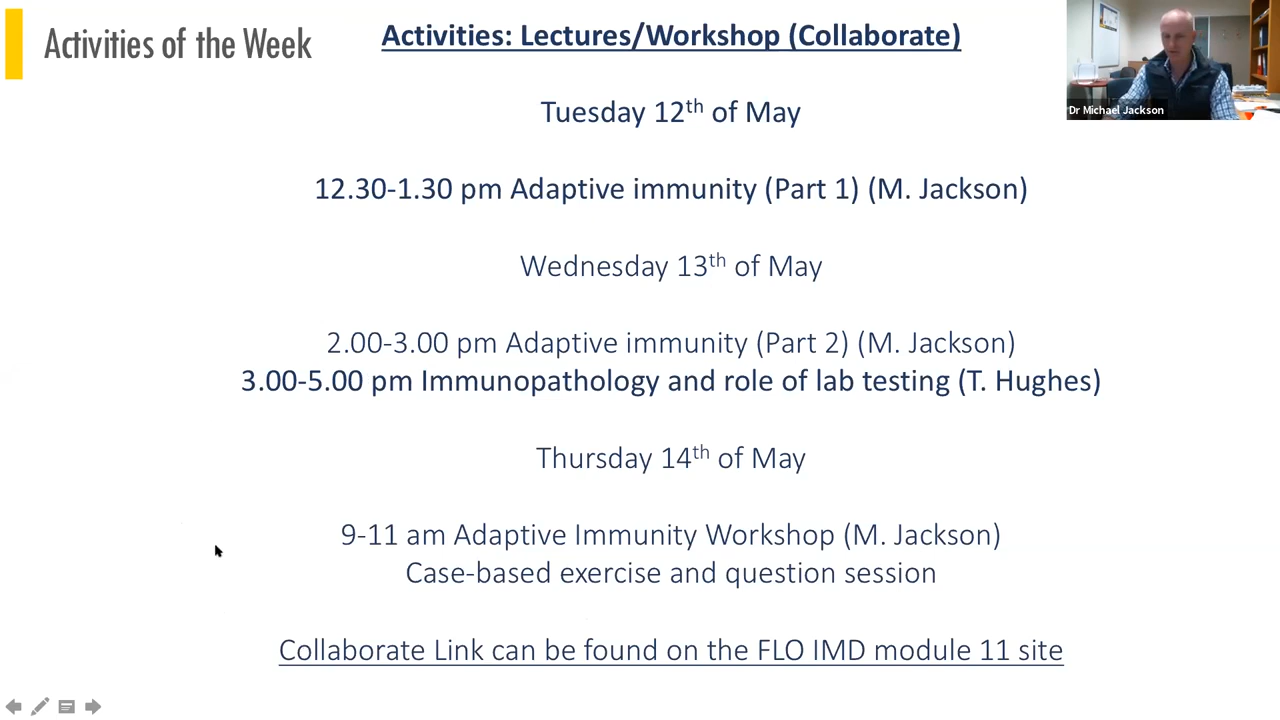 Activities of the Week
Activities: Lectures/Workshop (Collaborate)
Dr Michael Jackson
Tuesday 12th of May
12.30-1.30 pm Adaptive immunity (Part 1) (M. Jackson)
Wednesday 13th of May
2.00-3.00 pm Adaptive immunity (Part 2) (M. Jackson)
3.00-5.00 pm Immunopathology and role of lab testing (T. Hughes)
Thursday 14th of May
9-11 am Adaptive Immunity Workshop (M. Jackson)
Case-based exercise and question session
Collaborate Link can be found on the FLO IMD module 11 site